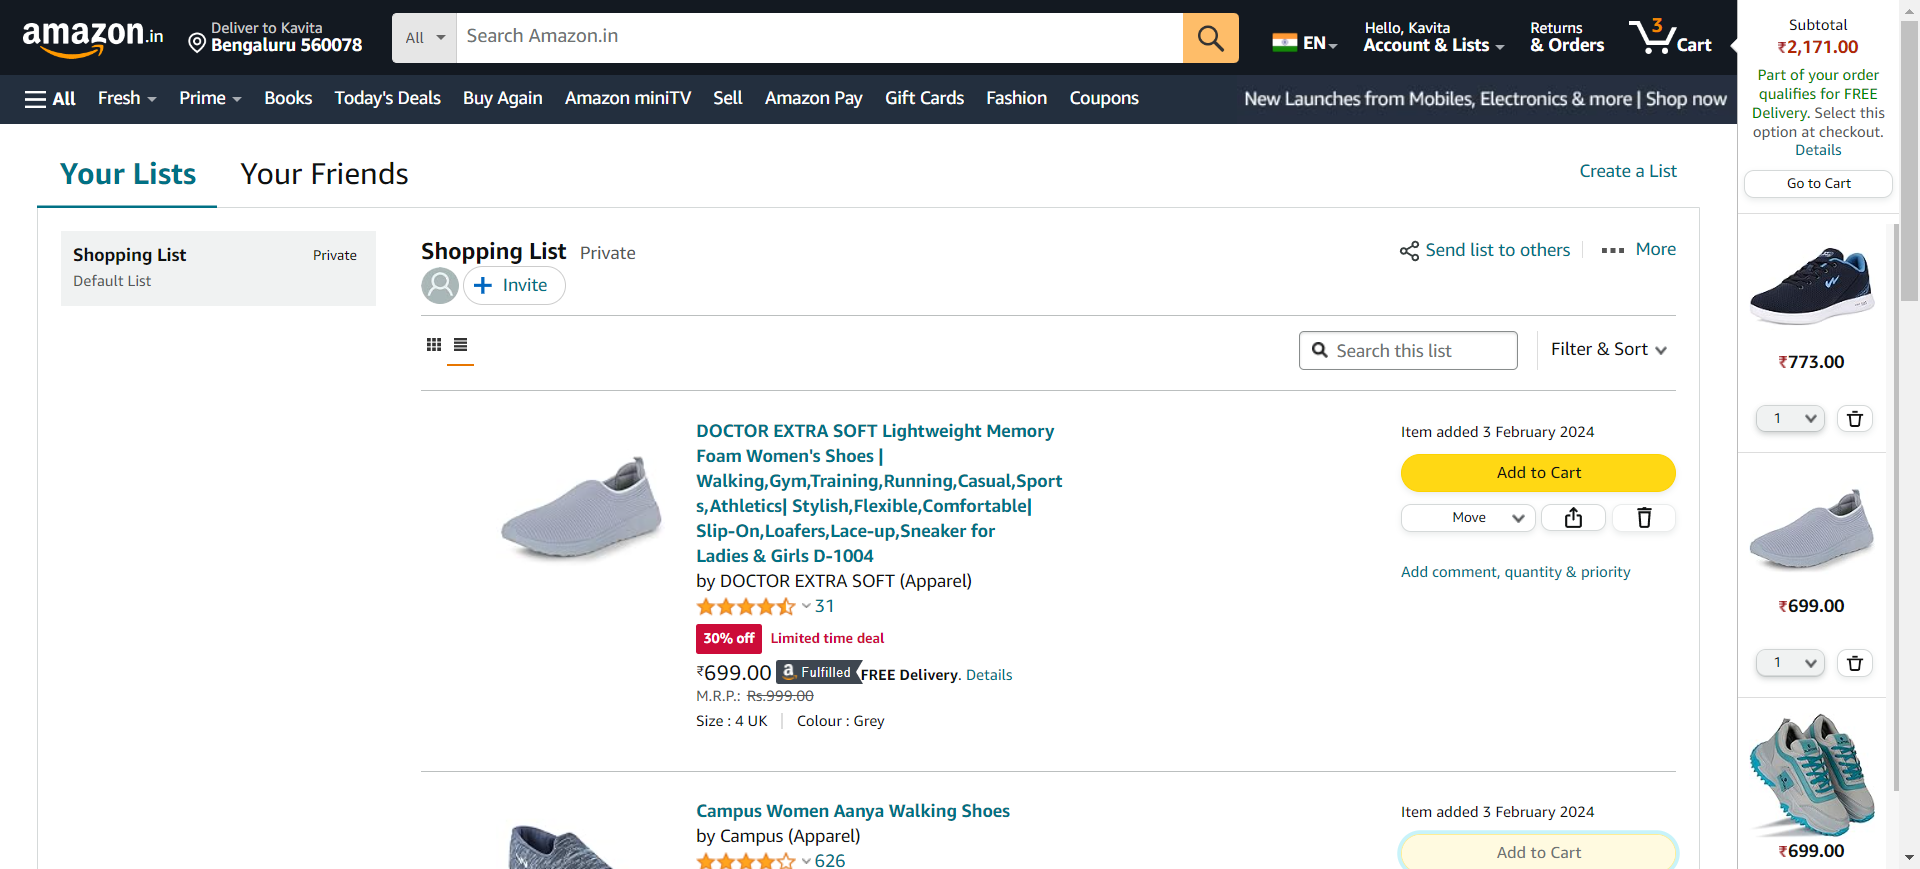 amazon.in
Deliver to Kavita
Bengaluru 560078
All
Search Amazon.in
EN
Hello, Kavita
Account & Lists
Returns
& Orders
3
Cart
All
Fresh
Prime
Books
Today's Deals
Buy Again
Amazon miniTV
Sell
Amazon Pay
Gift Cards
Fashion
Coupons
New Launches from Mobiles, Electronics & more | Shop now
Subtotal
₹2,171.00
Part of your order
qualifies for FREE
Delivery. Select this
option at checkout.
Details
Go to Cart
Your Lists
Your Friends
Create a List
Shopping List
Private
Default List
Shopping List
Private
Send list to others
More
Invite
Search this list
Filter & Sort
DOCTOR EXTRA SOFT Lightweight Memory
Foam Women's Shoes |
Walking,Gym,Training,Running,Casual,Sport
s,Athletics| Stylish,Flexible,Comfortable|
Slip-On,Loafers,Lace-up,Sneaker for
Ladies & Girls D-1004
by DOCTOR EXTRA SOFT (Apparel)
31
30% off
Limited time deal
₹699.00
a Fulfilled
FREE Delivery. Details
M.R.P.: Rs.999.00
Size : 4 UK
Colour : Grey
Item added 3 February 2024
Add to Cart
Move
Add comment, quantity & priority
Campus Women Aanya Walking Shoes
by Campus (Apparel)
626
Item added 3 February 2024
Add to Cart
₹773.00
1
₹699.00
1
₹699.00